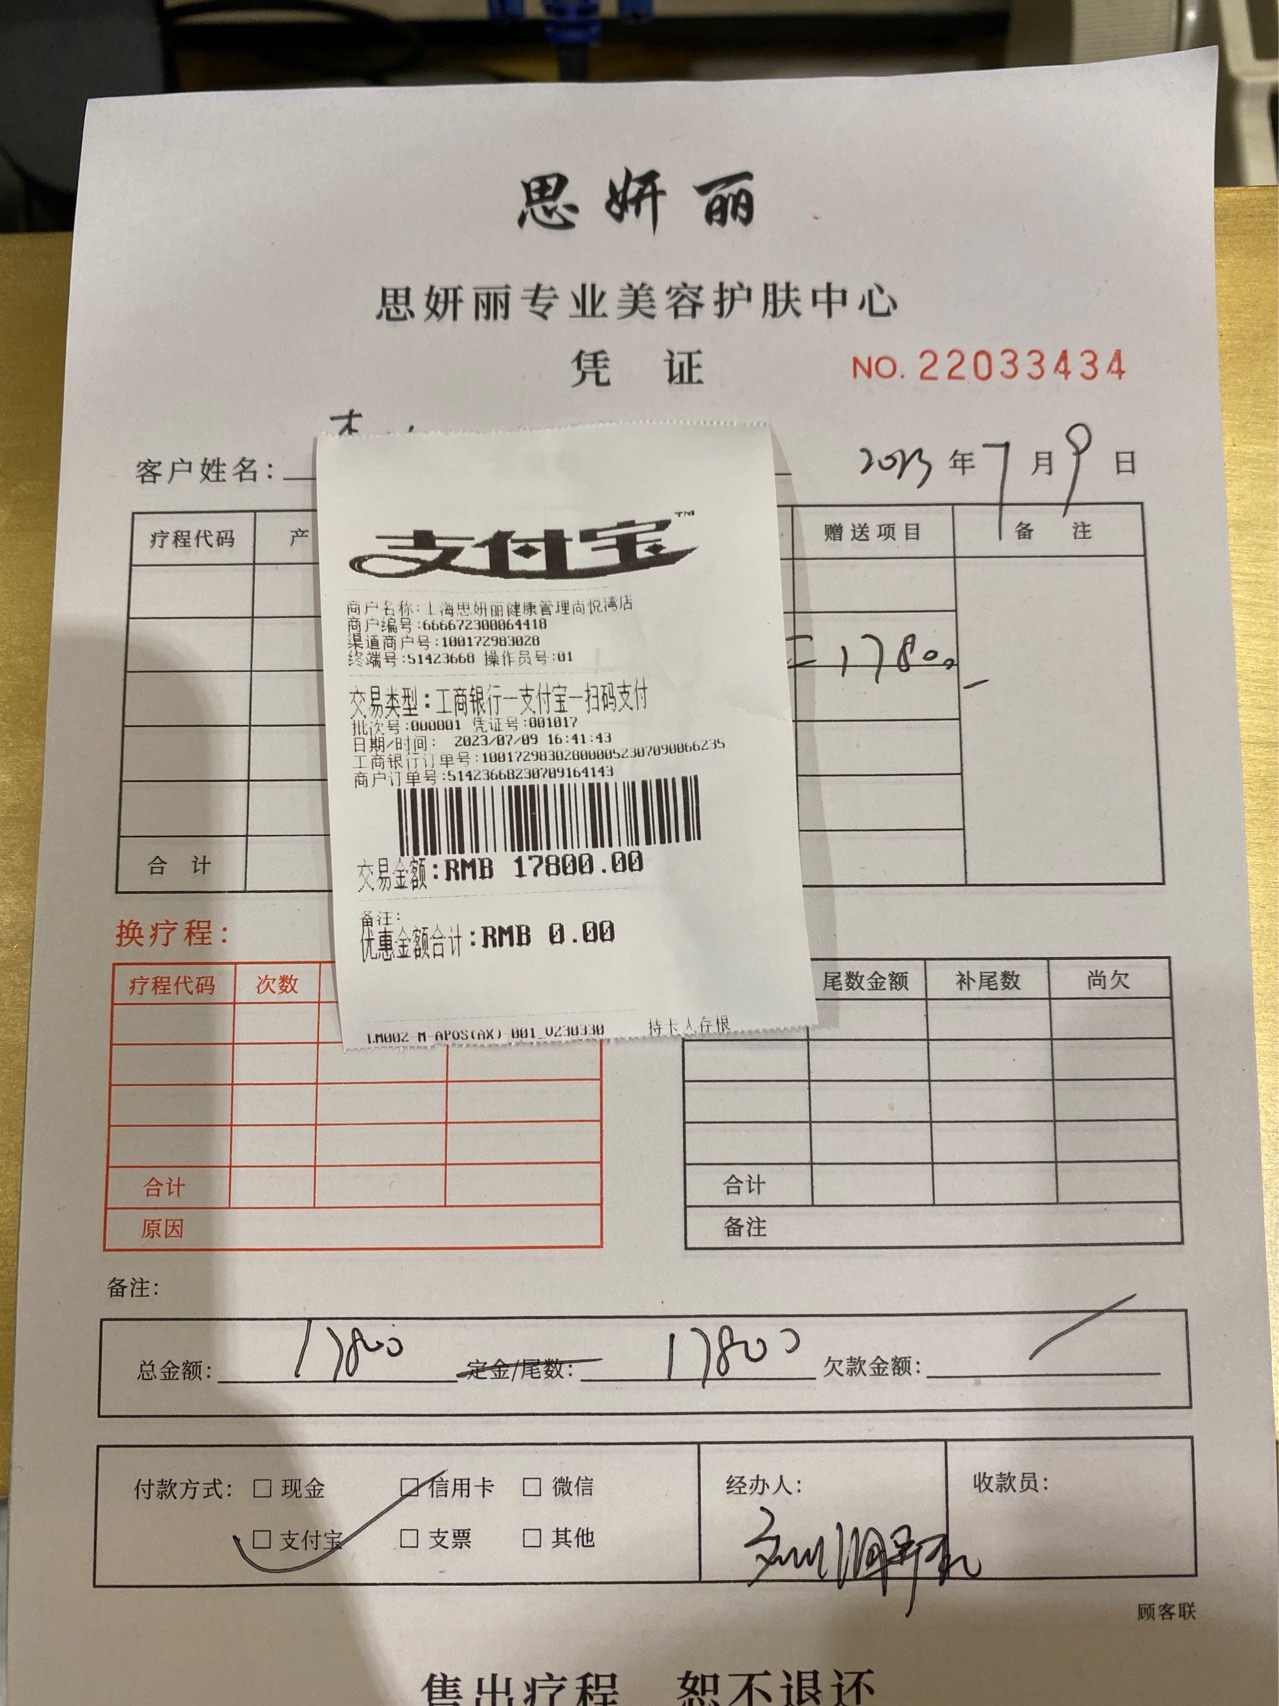 思妍丽
思妍丽专业美容护肤中心
凭 证
NO. 22033434
客户姓名:
2023 年 7 月 9 日
疗程代码 产 赠送项目 备 注
= 17800
合 计
支付宝™
商户名称:上海思妍丽健康管理尚悦湾店
商户编号:666672300064418
渠道商户号:100172983028
终端号:51423668 操作员号:01
交易类型:工商银行—支付宝—扫码支付
批次号:000001 凭证号:001017
日期/时间: 2023/07/09 16:41:43
工商银行订单号:10017298302800005230709006‌6235
商户订单号:51423668230709164143
交易金额:RMB 17800.00
备注:
优惠金额合计:RMB 0.00
LM002-M-APOS(AX)-001_V230330 持卡人存根
换疗程:
疗程代码 次数
合计
原因
尾数金额 补尾数 尚欠
合计
备注
备注:
总金额: 17800 定金/尾数: 17800 欠款金额:
付款方式: □ 现金 □ 信用卡 □ 微信
□ 支付宝 □ 支票 □ 其他
经办人:
收款员:
顾客联
售出疗程 恕不退还